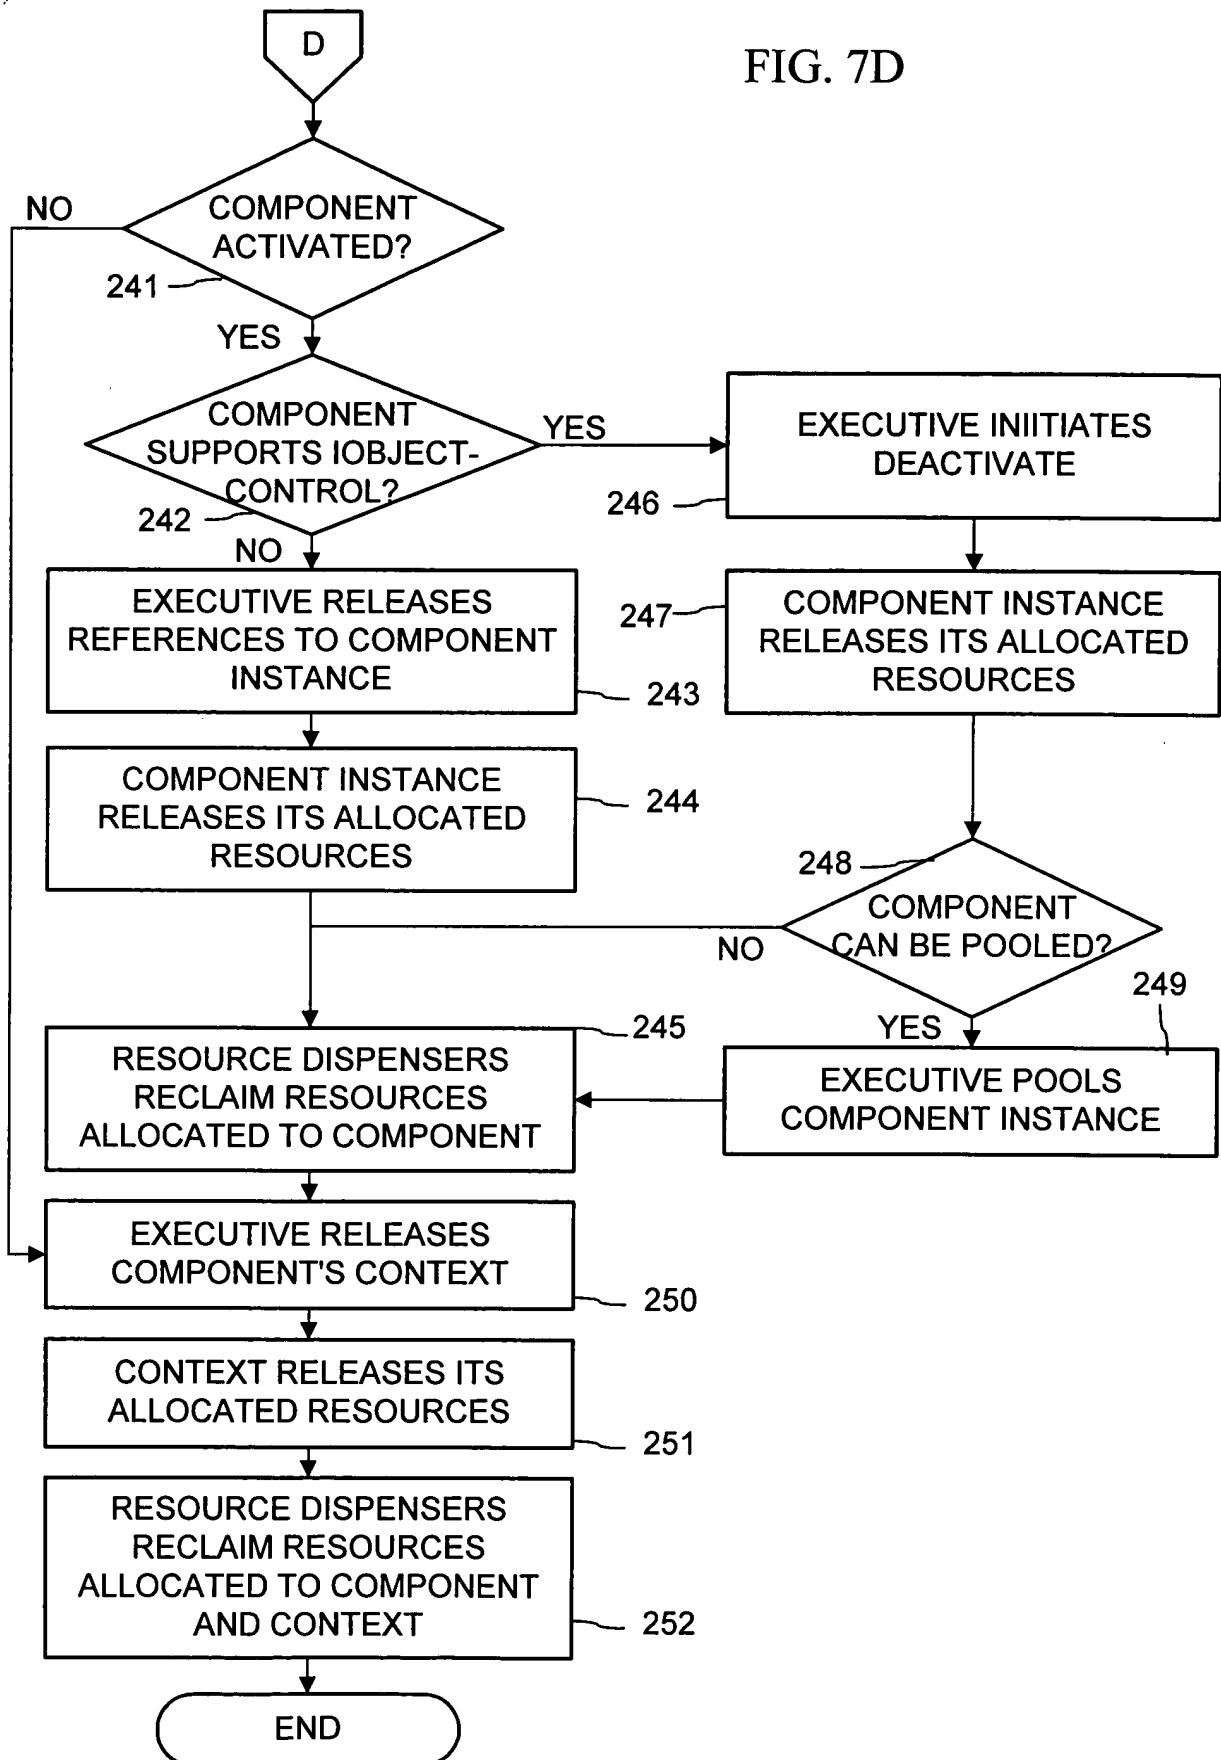 D
FIG. 7D
NO
COMPONENT
ACTIVATED?
241
YES
COMPONENT
SUPPORTS IOBJECT-
CONTROL?
242
YES
NO
EXECUTIVE INIITIATES
DEACTIVATE
246
EXECUTIVE RELEASES
REFERENCES TO COMPONENT
INSTANCE
243
247
COMPONENT INSTANCE
RELEASES ITS ALLOCATED
RESOURCES
COMPONENT INSTANCE
RELEASES ITS ALLOCATED
RESOURCES
244
248
COMPONENT
CAN BE POOLED?
NO
YES
249
EXECUTIVE POOLS
COMPONENT INSTANCE
245
RESOURCE DISPENSERS
RECLAIM RESOURCES
ALLOCATED TO COMPONENT
EXECUTIVE RELEASES
COMPONENT'S CONTEXT
250
CONTEXT RELEASES ITS
ALLOCATED RESOURCES
251
RESOURCE DISPENSERS
RECLAIM RESOURCES
ALLOCATED TO COMPONENT
AND CONTEXT
252
END